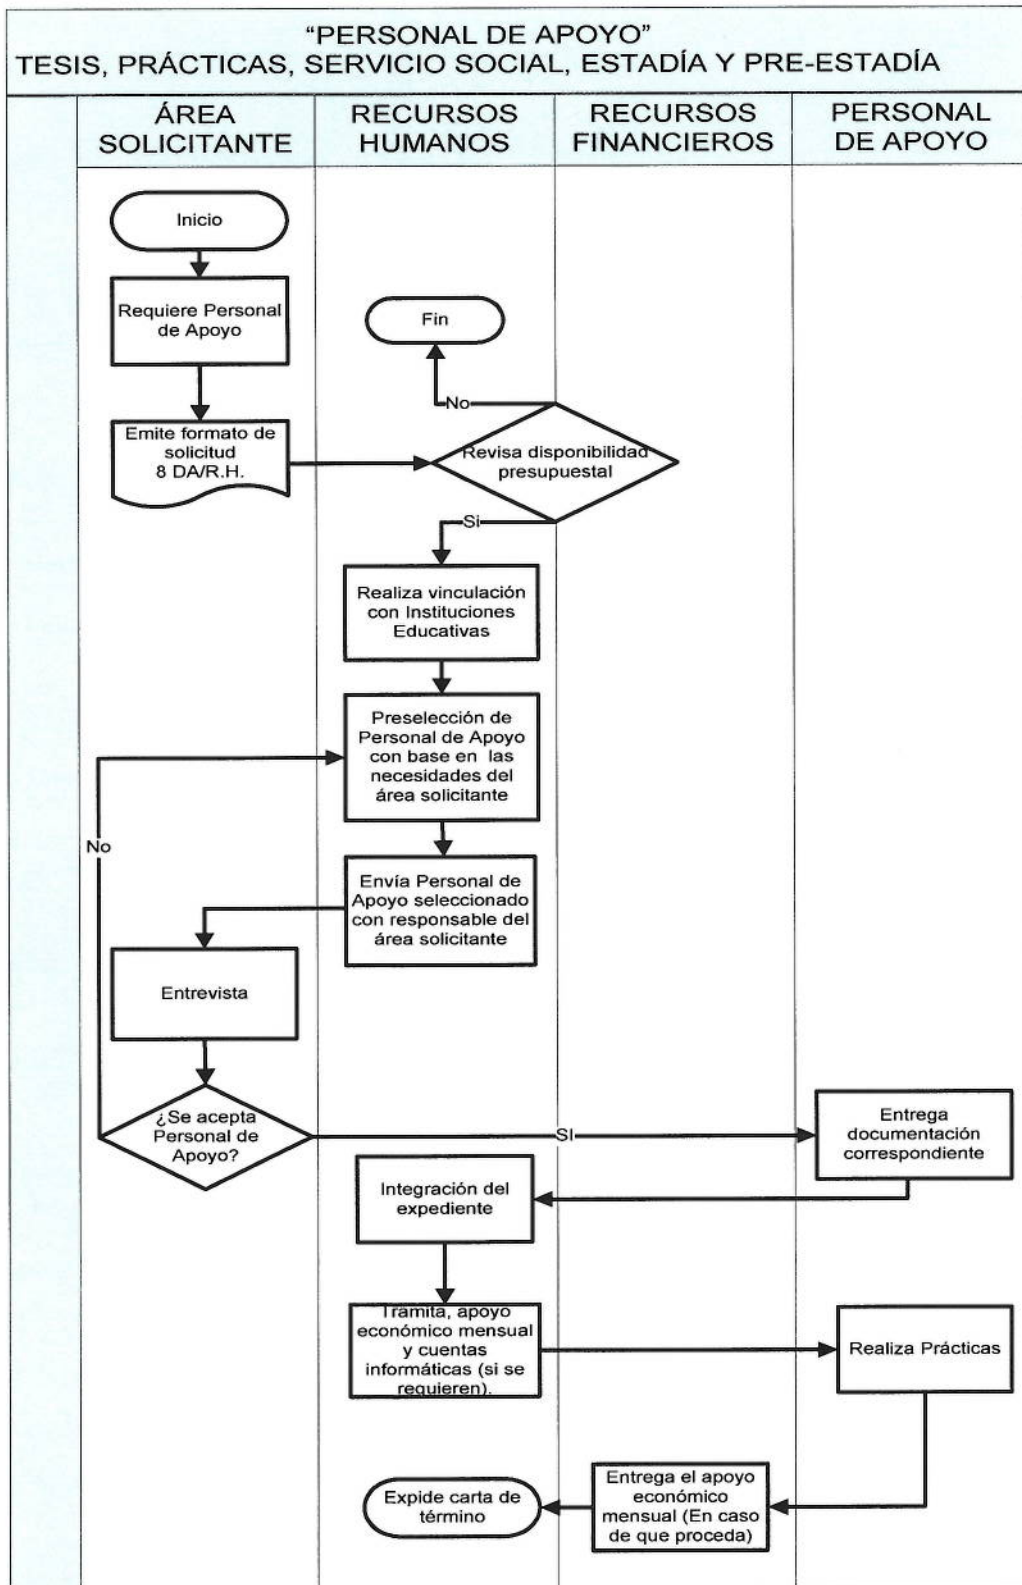 “PERSONAL DE APOYO”
TESIS, PRÁCTICAS, SERVICIO SOCIAL, ESTADÍA Y PRE-ESTADÍA
ÁREA
SOLICITANTE
RECURSOS
HUMANOS
RECURSOS
FINANCIEROS
PERSONAL
DE APOYO
Inicio
Requiere Personal
de Apoyo
Fin
No
Emite formato de
solicitud
8 DA/R.H.
Revisa disponibilidad
presupuestal
Si
Realiza vinculación
con Instituciones
Educativas
Preselección de
Personal de Apoyo
con base en las
necesidades del
área solicitante
No
Envía Personal de
Apoyo seleccionado
con responsable del
área solicitante
Entrevista
¿Se acepta
Personal de
Apoyo?
SI
Entrega
documentación
correspondiente
Integración del
expediente
Tramita, apoyo
económico mensual
y cuentas
informáticas (si se
requieren).
Realiza Prácticas
Entrega el apoyo
económico
mensual (En caso
de que proceda)
Expide carta de
término